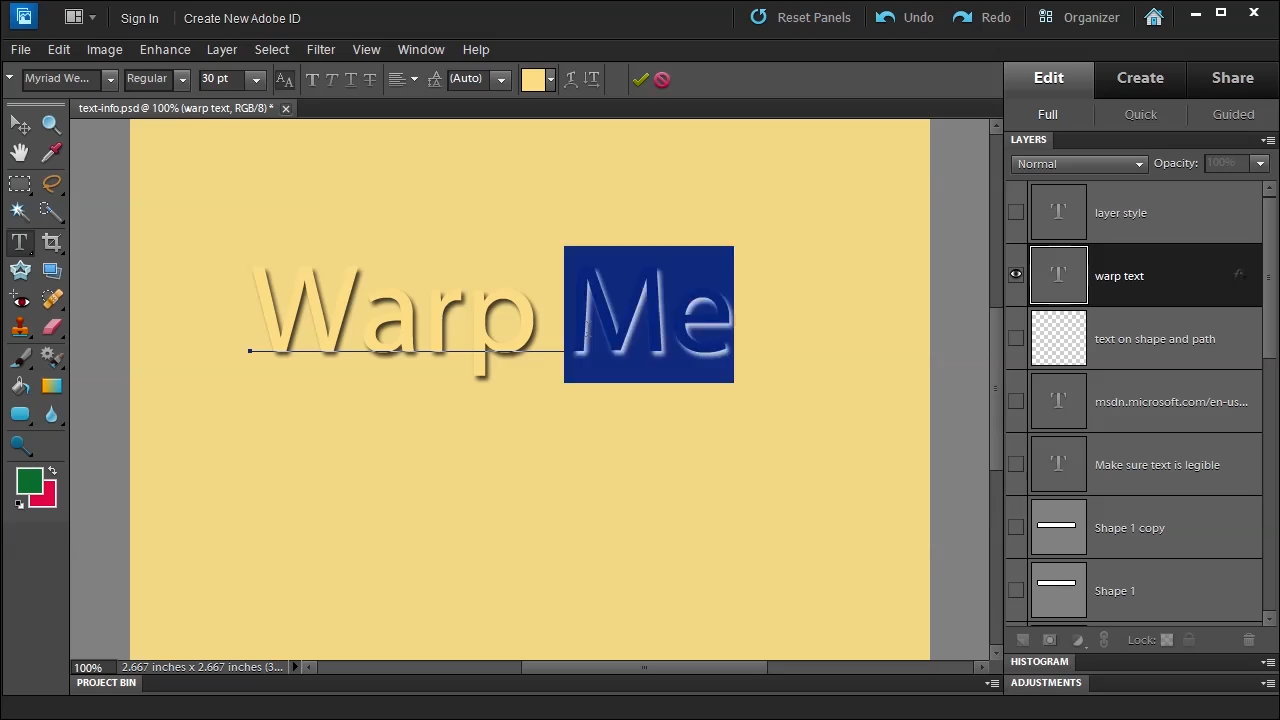 Sign In Create New Adobe ID Reset Panels Undo Redo Organizer
File Edit Image Enhance Layer Select Filter View Window Help
Myriad We... Regular 30 pt (Auto)
Edit Create Share
text-info.psd @ 100% (warp text, RGB/8) *
Full Quick Guided
LAYERS
Normal Opacity: 100%
layer style
warp text
text on shape and path
msdn.microsoft.com/en-us...
Make sure text is legible
Shape 1 copy
Shape 1
Warp Me
Lock:
100% 2.667 inches x 2.667 inches (3...
HISTOGRAM
PROJECT BIN
ADJUSTMENTS